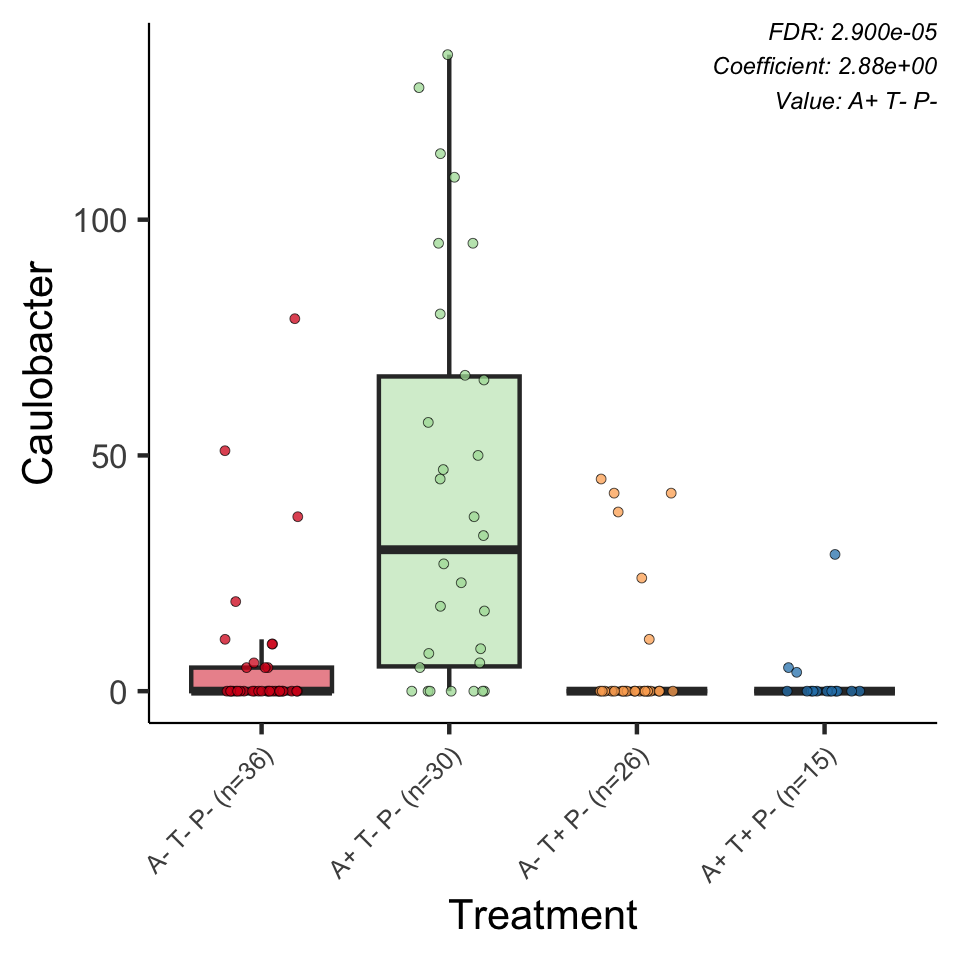 FDR: 2.900e-05
Coefficient: 2.88e+00
Value: A+ T- P-
Caulobacter
100
50
0
A- T- P- (n=36)
A+ T- P- (n=30)
A- T+ P- (n=26)
A+ T+ P- (n=15)
Treatment